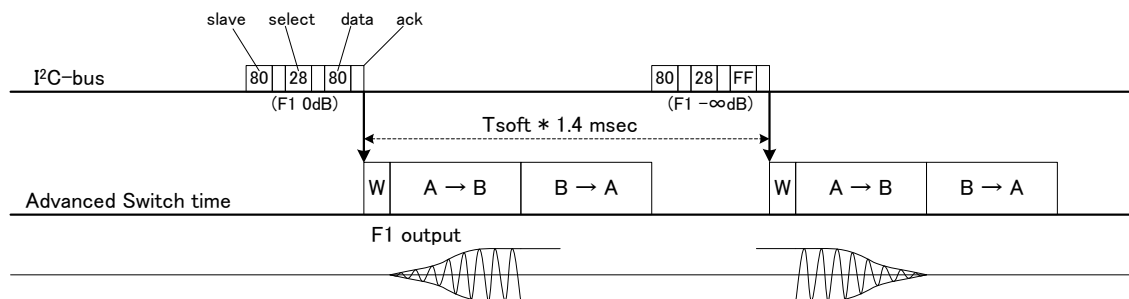 slave select data ack
I²C-bus 80 28 80 80 28 FF
(F1 0dB) (F1 −∞dB)
Tsoft * 1.4 msec
Advanced Switch time W A → B B → A W A → B B → A
F1 output